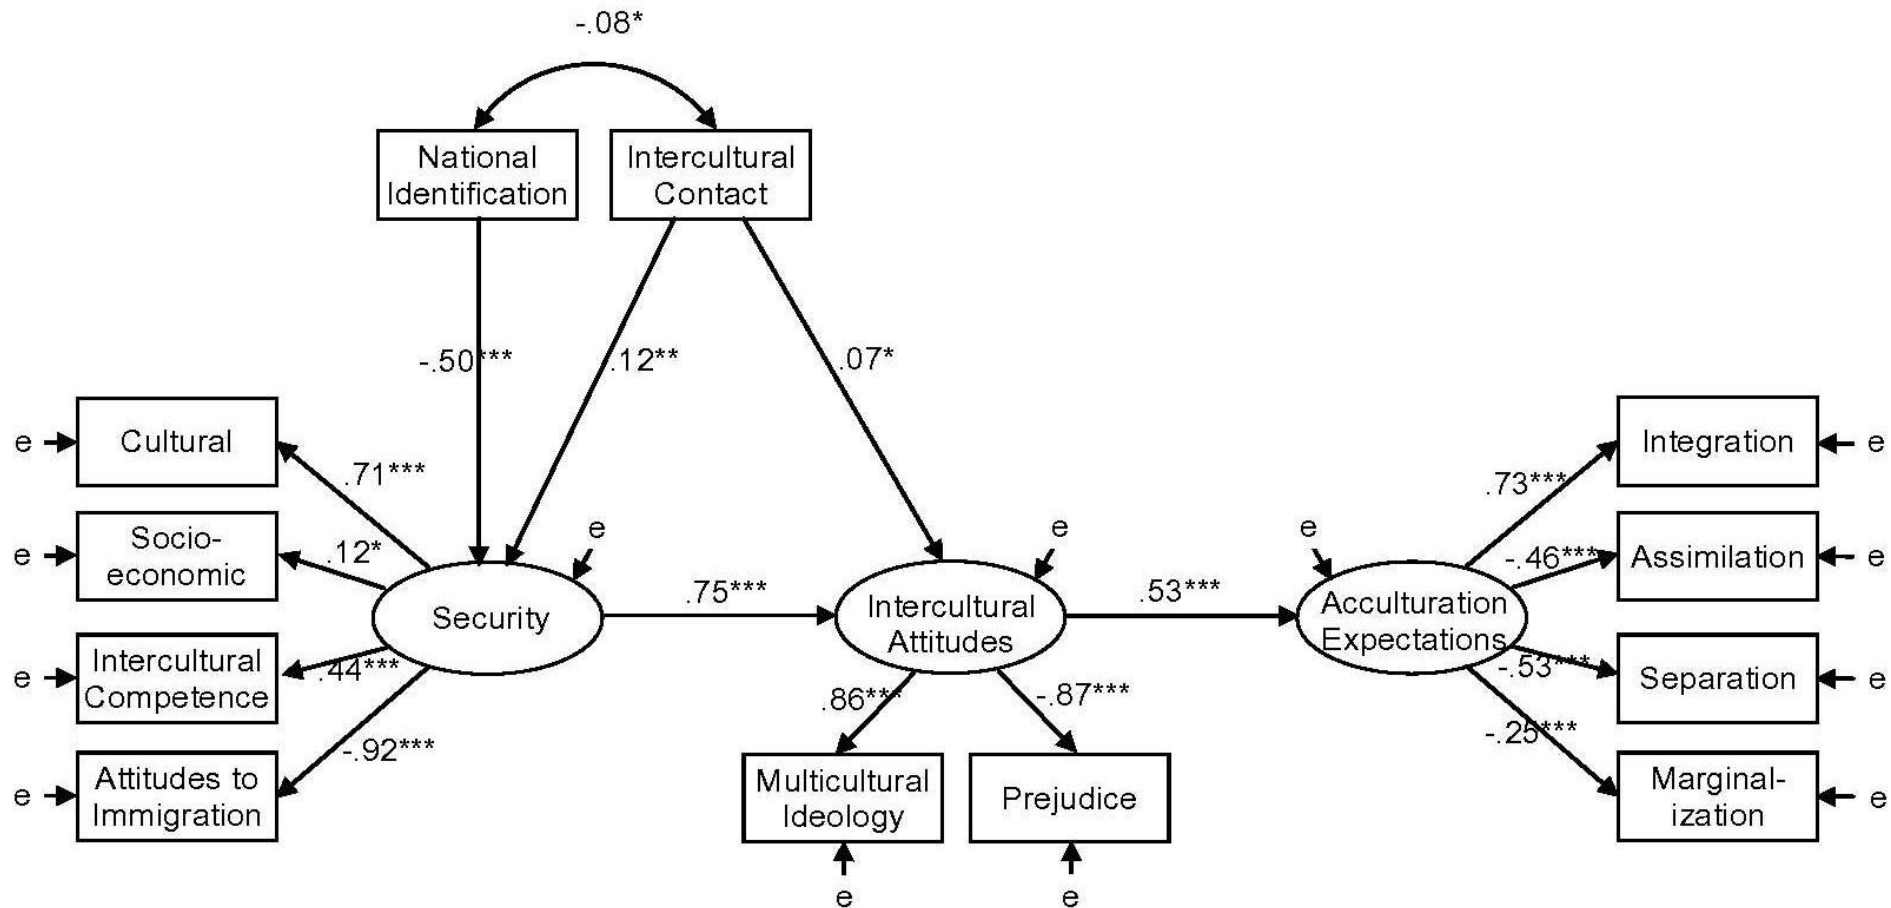 -.08*
National
Identification
Intercultural
Contact
-.50***
.12**
.07*
e
Cultural
.71***
.73***
Integration
e
e
Socio-
economic
.12*
e
e
e
-.46***
Assimilation
e
Security
.75***
Intercultural
Attitudes
.53***
Acculturation
Expectations
e
Intercultural
Competence
.44***
.86***
-.87***
-.53***
Separation
e
e
Attitudes to
Immigration
-.92***
Multicultural
Ideology
Prejudice
-.25***
Marginal-
ization
e
e
e